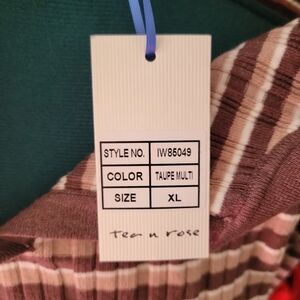 STYLE NO. IW85049
COLOR TAUPE MULTI
SIZE XL
tea n rose